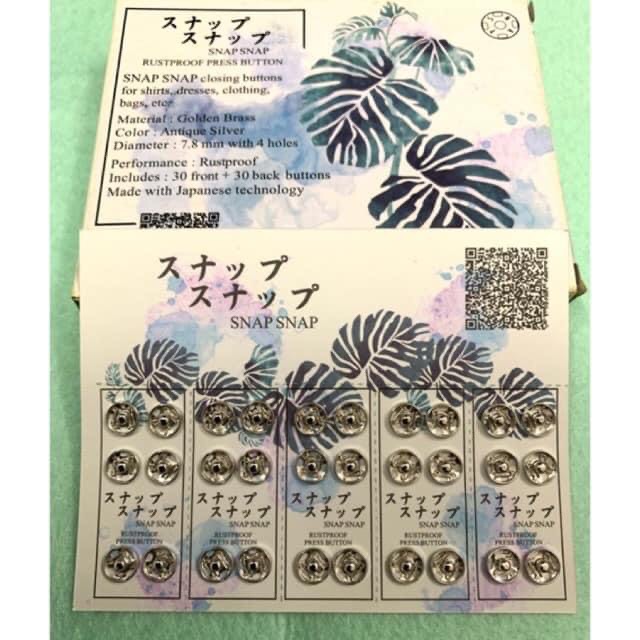 スナップ
スナップ
SNAP SNAP
RUSTPROOF PRESS BUTTON
SNAP SNAP closing buttons
for shirts, dresses, clothing,
bags, etc.
Material : Golden Brass
Color : Antique Silver
Diameter : 7.8 mm with 4 holes
Performance : Rustproof
Includes : 30 front + 30 back buttons
Made with Japanese technology
スナップ
スナップ
SNAP SNAP
スナップ
スナップ
SNAP SNAP
RUSTPROOF
PRESS BUTTON
スナップ
スナップ
SNAP SNAP
RUSTPROOF
PRESS BUTTON
スナップ
スナップ
SNAP SNAP
RUSTPROOF
PRESS BUTTON
スナップ
スナップ
SNAP SNAP
RUSTPROOF
PRESS BUTTON
スナップ
スナップ
SNAP SNAP
RUSTPROOF
PRESS BUTTON